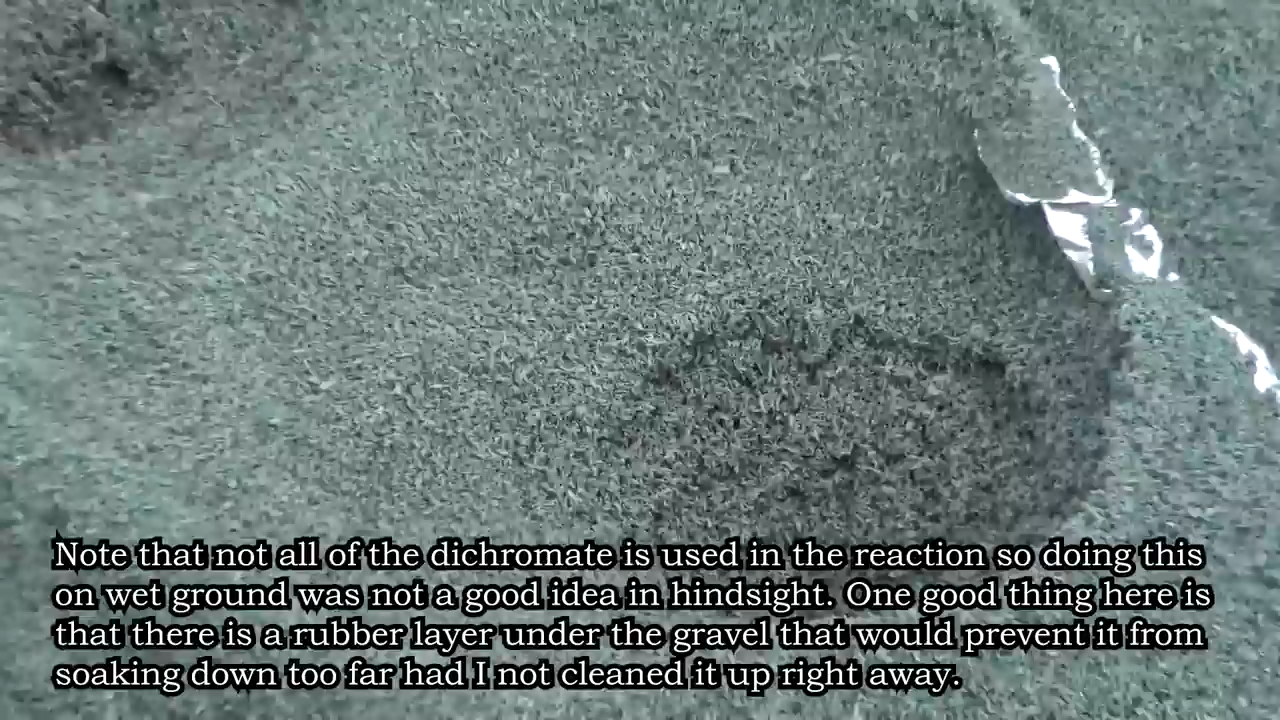 Note that not all of the dichromate is used in the reaction so doing this
on wet ground was not a good idea in hindsight. One good thing here is
that there is a rubber layer under the gravel that would prevent it from
soaking down too far had I not cleaned it up right away.